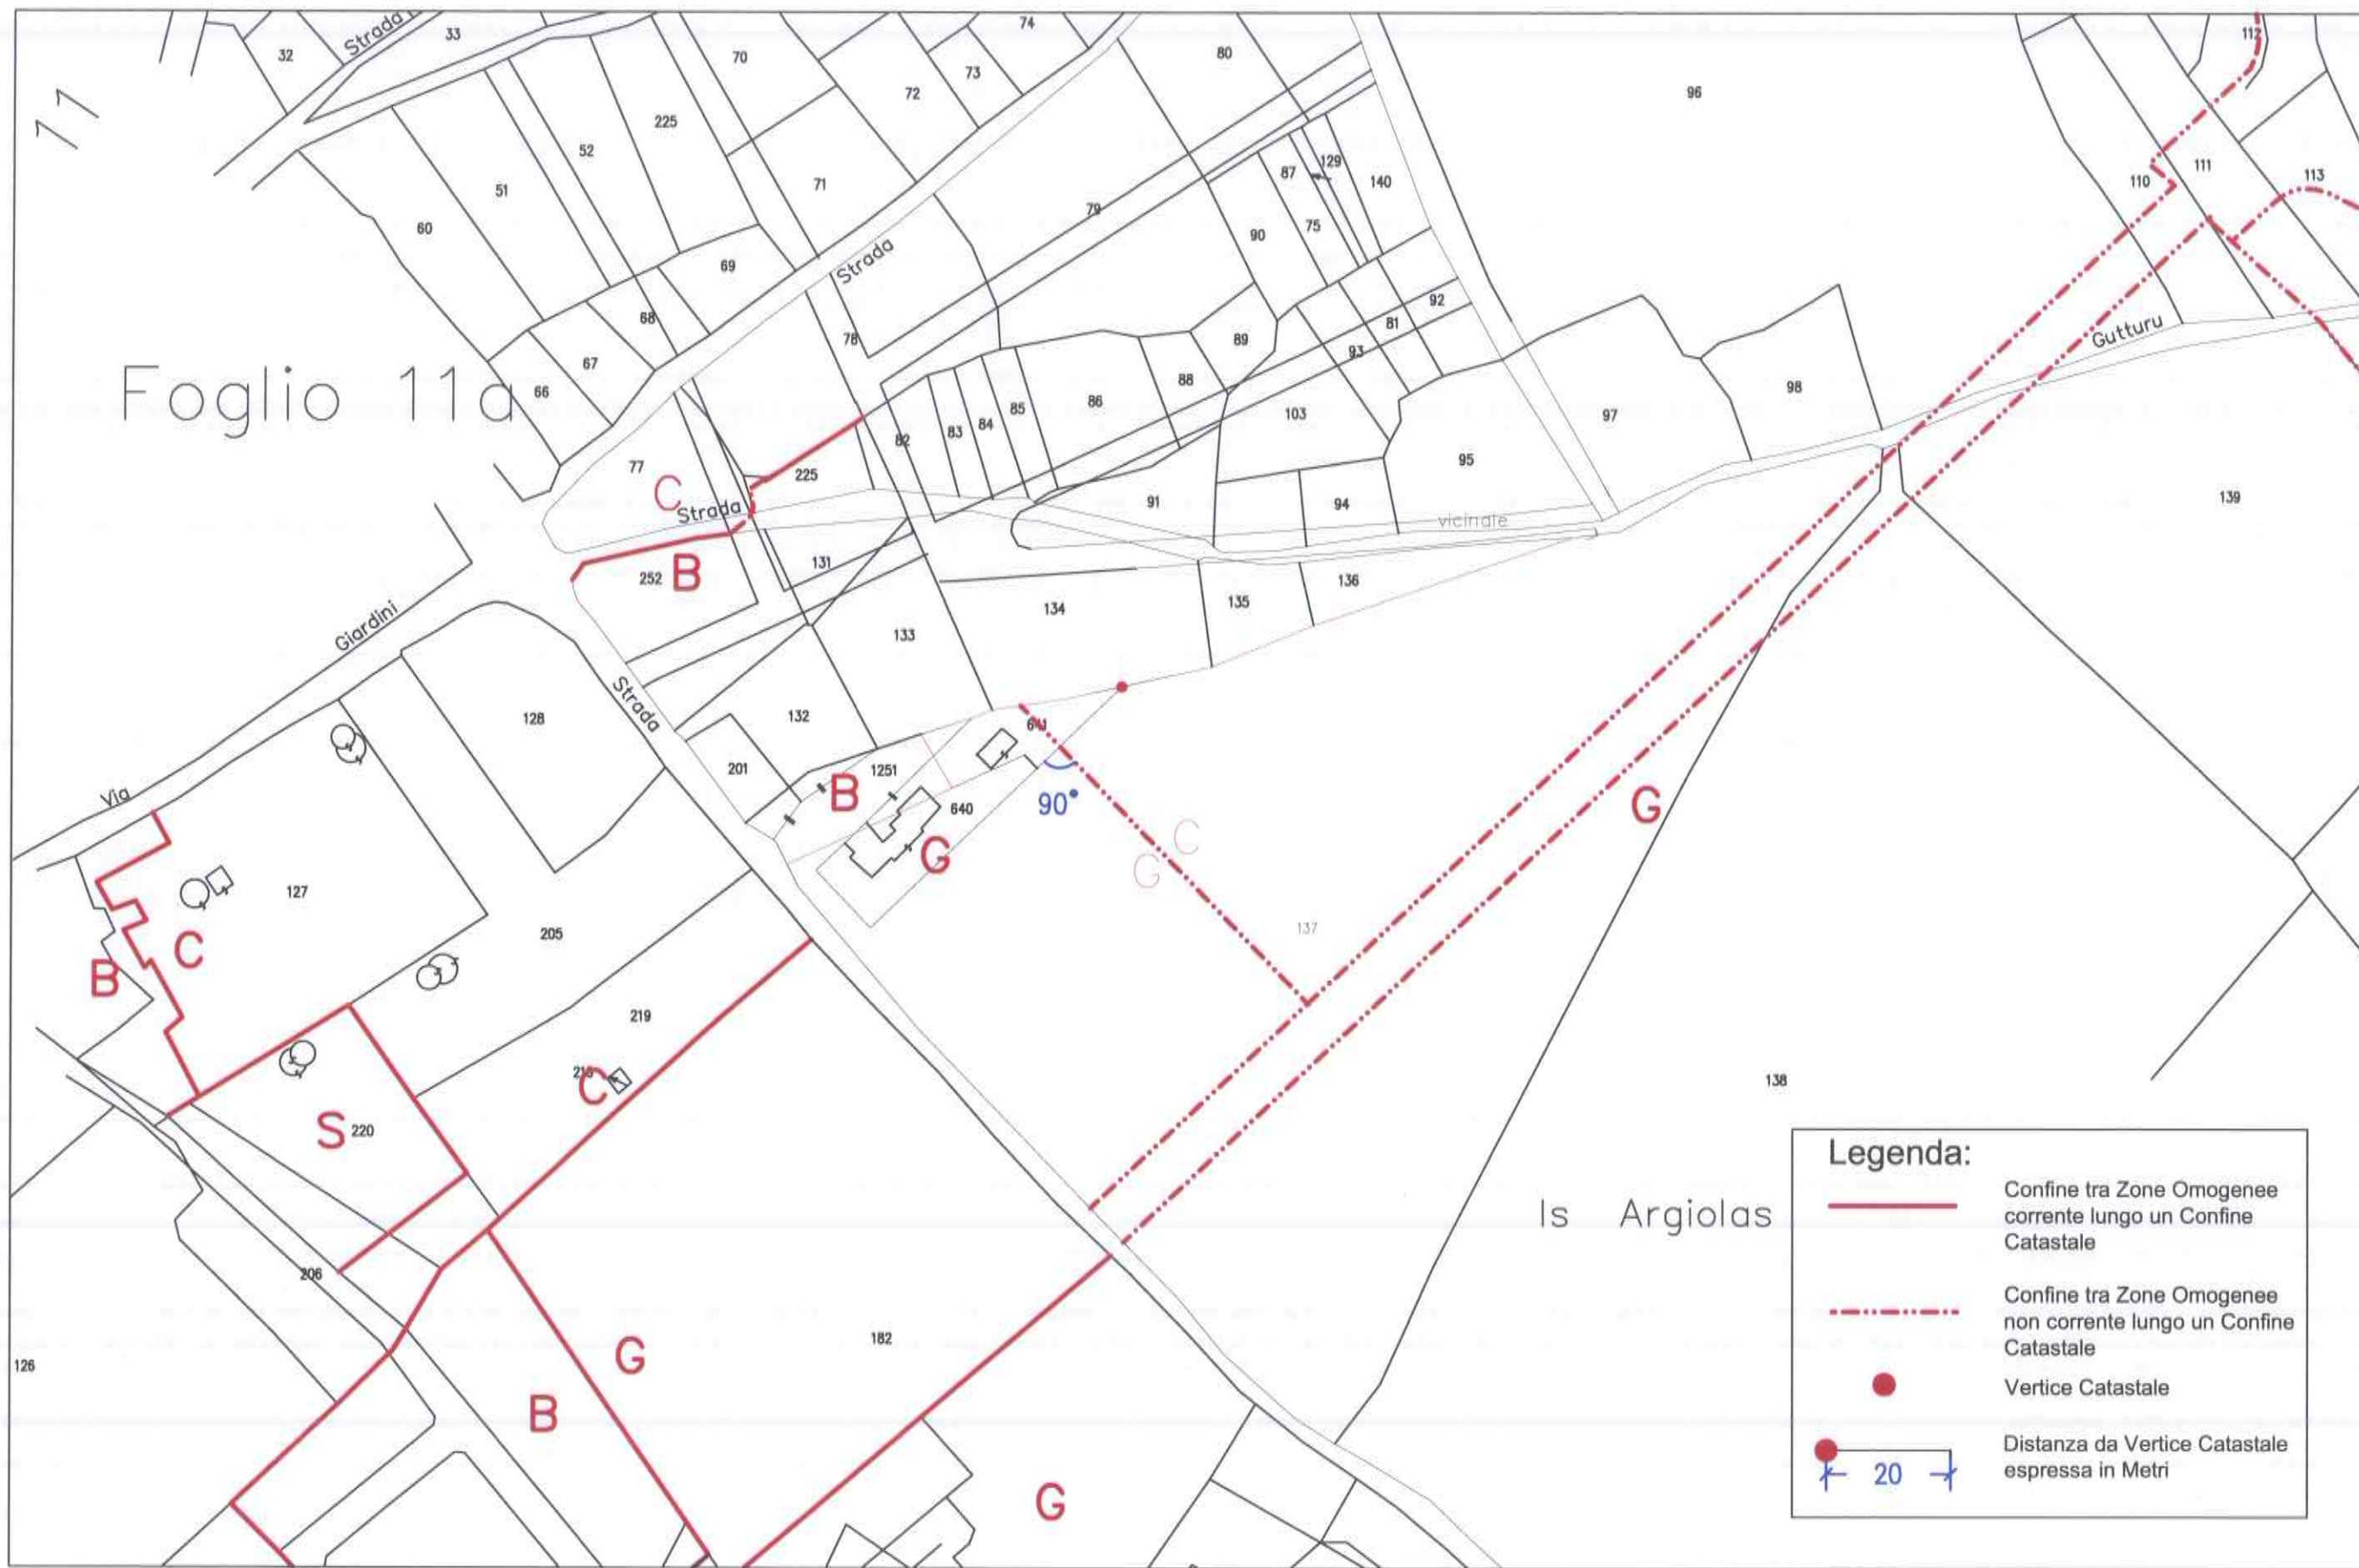 11
Foglio 11a
32
Strada
33
70
74
73
72
80
96
112
225
52
51
60
71
79
87
129
140
110
111
113
90
75
69
Strada
68
67
66
78
89
92
81
93
88
86
85
84
83
82
103
97
98
Gutturu
77
C
Strada
225
95
94
91
vicinale
139
252
B
131
136
135
134
133
Giardini
Strada
128
132
201
641
1251
B
640
G
90°
C
G
G
137
Via
127
C
B
205
219
C
138
S
220
Is Argiolas
206
182
126
G
B
G
Legenda:
Confine tra Zone Omogenee
corrente lungo un Confine
Catastale
Confine tra Zone Omogenee
non corrente lungo un Confine
Catastale
Vertice Catastale
Distanza da Vertice Catastale
espressa in Metri
20